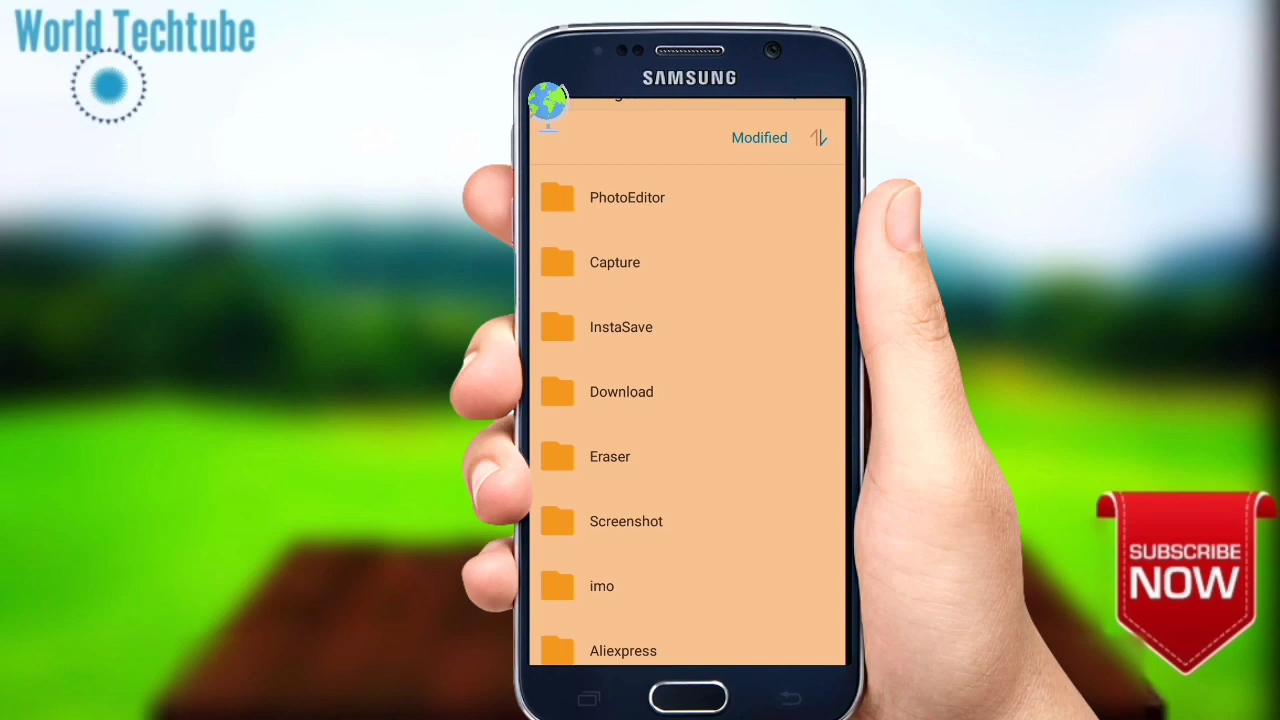 World Techtube
SAMSUNG
Modified
PhotoEditor
Capture
InstaSave
Download
Eraser
Screenshot
imo
Aliexpress
SUBSCRIBE
NOW